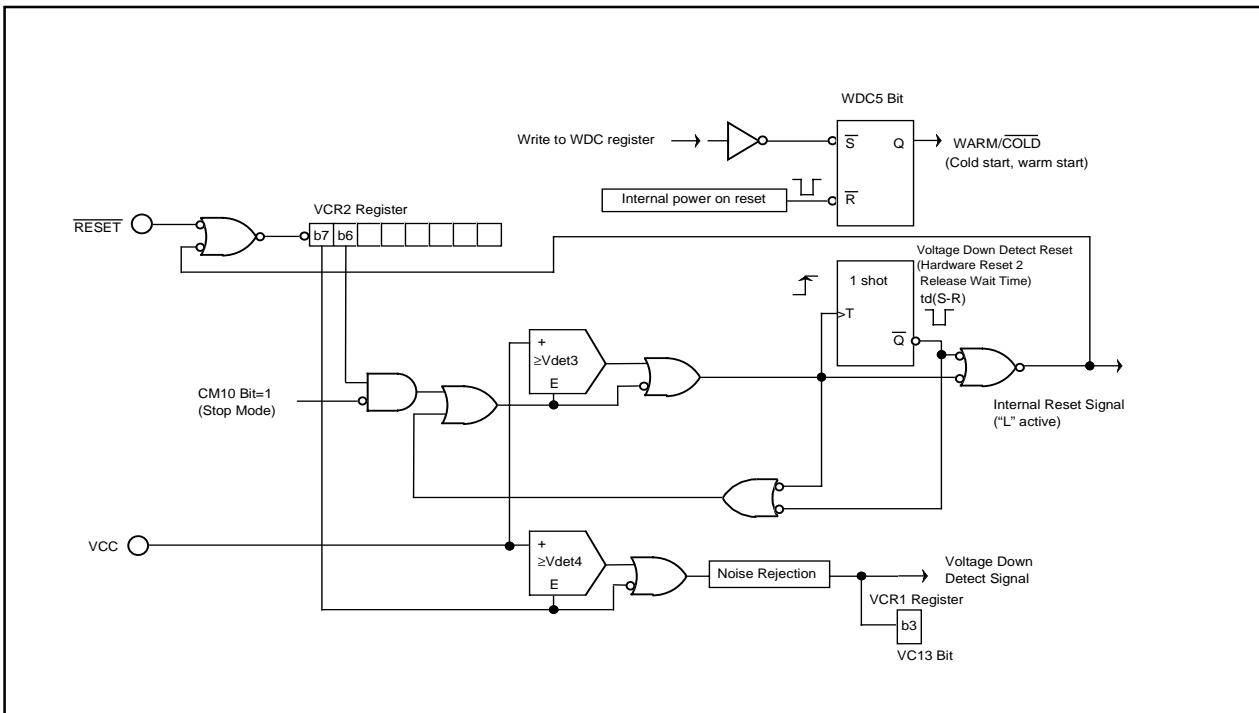 WDC5 Bit
Write to WDC register
S
Q
WARM/COLD
(Cold start, warm start)
Internal power on reset
R
RESET
VCR2 Register
b7 b6
Voltage Down Detect Reset
(Hardware Reset 2
Release Wait Time)
td(S-R)
1 shot
>T
Q
+
≥Vdet3
E
CM10 Bit=1
(Stop Mode)
Internal Reset Signal
(“L” active)
VCC
+
≥Vdet4
E
Noise Rejection
Voltage Down
Detect Signal
VCR1 Register
b3
VC13 Bit